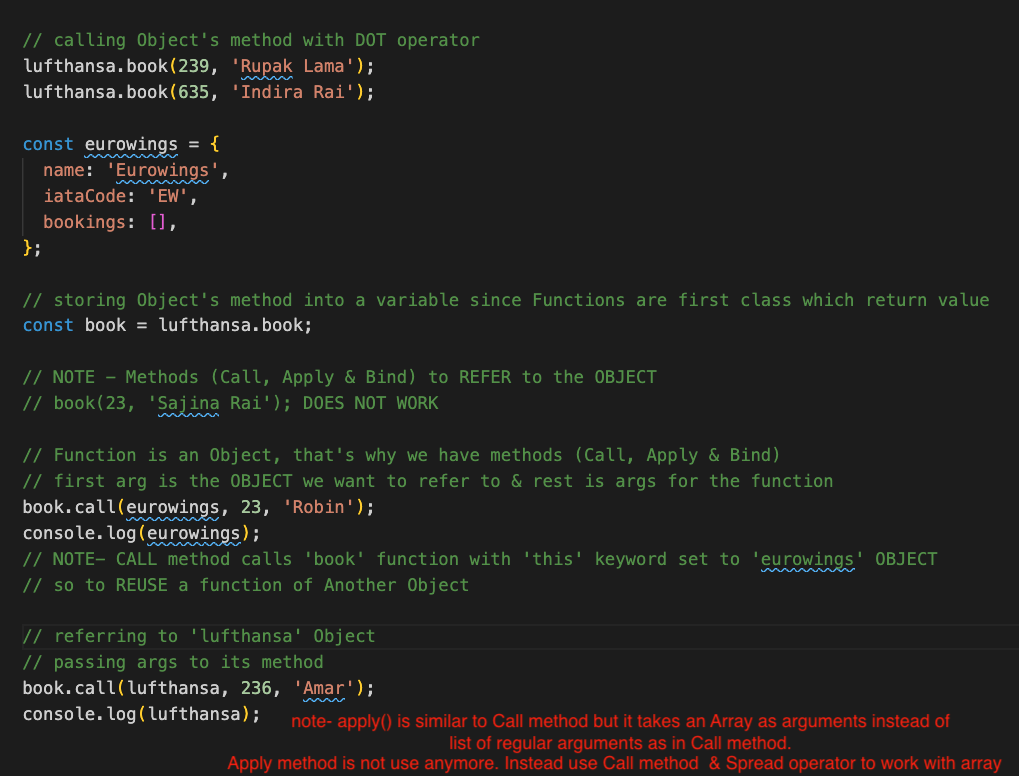 // calling Object's method with DOT operator
lufthansa.book(239, 'Rupak Lama');
lufthansa.book(635, 'Indira Rai');
const eurowings = {
name: 'Eurowings',
iataCode: 'EW',
bookings: [],
};
// storing Object's method into a variable since Functions are first class which return value
const book = lufthansa.book;
// NOTE - Methods (Call, Apply & Bind) to REFER to the OBJECT
// book(23, 'Sajina Rai'); DOES NOT WORK
// Function is an Object, that's why we have methods (Call, Apply & Bind)
// first arg is the OBJECT we want to refer to & rest is args for the function
book.call(eurowings, 23, 'Robin');
console.log(eurowings);
// NOTE- CALL method calls 'book' function with 'this' keyword set to 'eurowings' OBJECT
// so to REUSE a function of Another Object
// referring to 'lufthansa' Object
// passing args to its method
book.call(lufthansa, 236, 'Amar');
console.log(lufthansa);
note- apply() is similar to Call method but it takes an Array as arguments instead of
list of regular arguments as in Call method.
Apply method is not use anymore. Instead use Call method & Spread operator to work with array